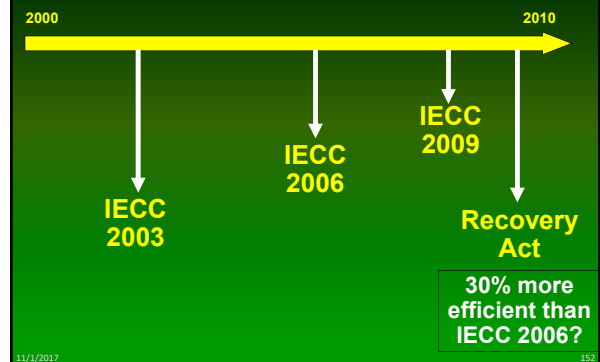 2000
2010
IECC
2009
IECC
2006
IECC
2003
Recovery
Act
30% more
efficient than
IECC 2006?
11/1/2017
152